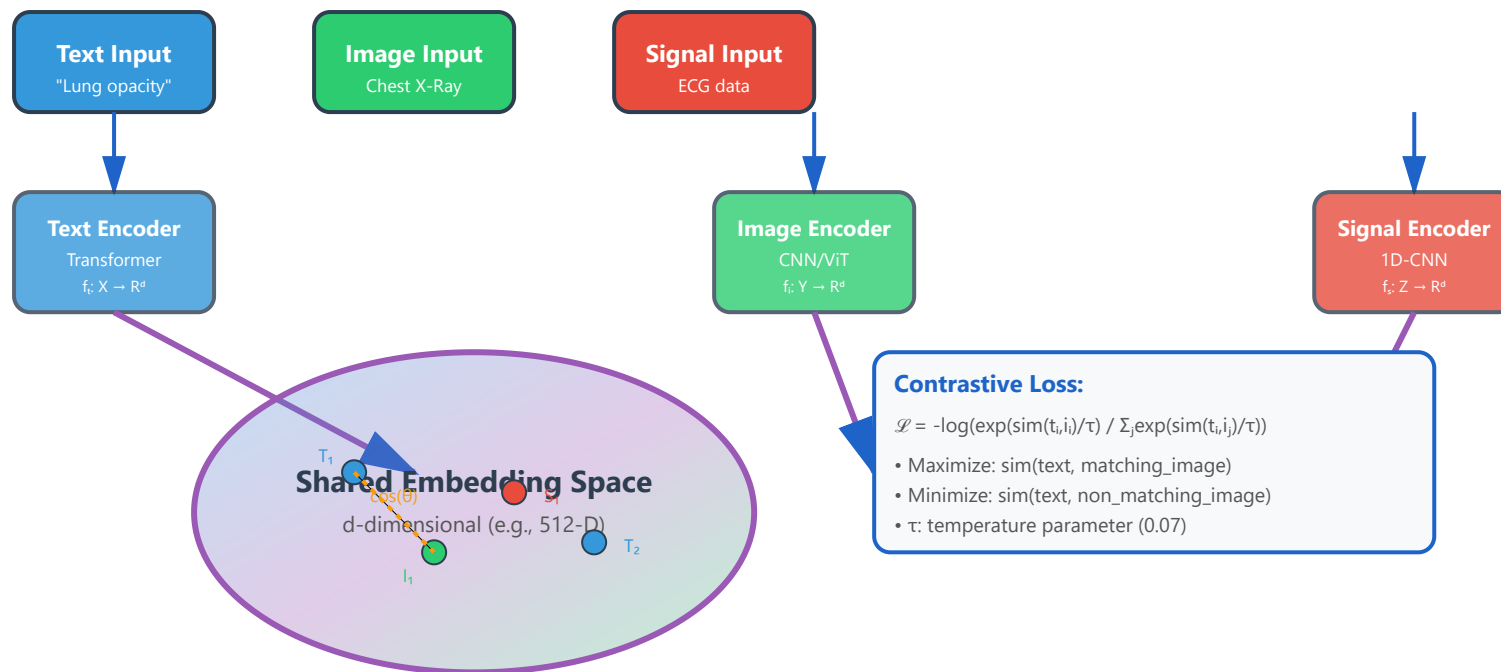 Text Input
"Lung opacity"
Image Input
Chest X-Ray
Signal Input
ECG data
Text Encoder
Transformer
fₜ: X → Rᵈ
Image Encoder
CNN/ViT
fᵢ: Y → Rᵈ
Signal Encoder
1D-CNN
fₛ: Z → Rᵈ
T₁
Shared Embedding Space
cos(θ)
S₁
d-dimensional (e.g., 512-D)
T₂
I₁
Contrastive Loss:
ℒ = -log(exp(sim(tᵢ,iᵢ)/τ) / Σⱼexp(sim(tᵢ,iⱼ)/τ))
• Maximize: sim(text, matching_image)
• Minimize: sim(text, non_matching_image)
• τ: temperature parameter (0.07)